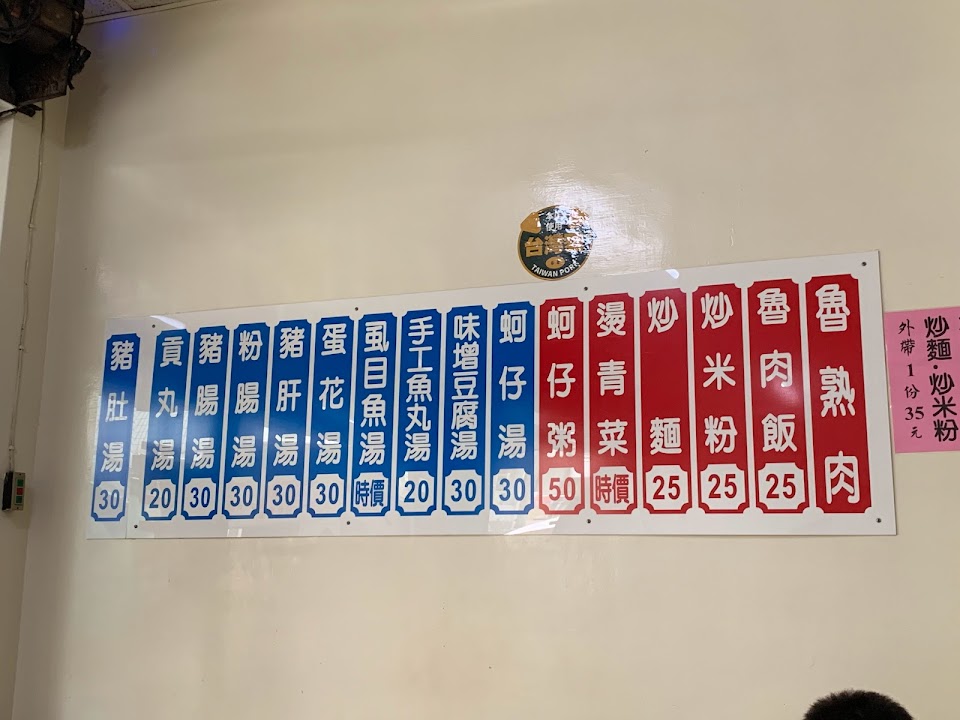 使用
台灣
TAIWAN PORK
魯熟肉
魯肉飯 25
炒米粉 25
炒麵 25
燙青菜 時價
蚵仔粥 50
蚵仔湯 30
味增豆腐湯 30
手工魚丸湯 20
虱目魚湯 時價
蛋花湯 30
豬肝湯 30
粉腸湯 30
豬腸湯 30
貢丸湯 20
豬肚湯 30
炒麵·炒米粉
外帶1份35元